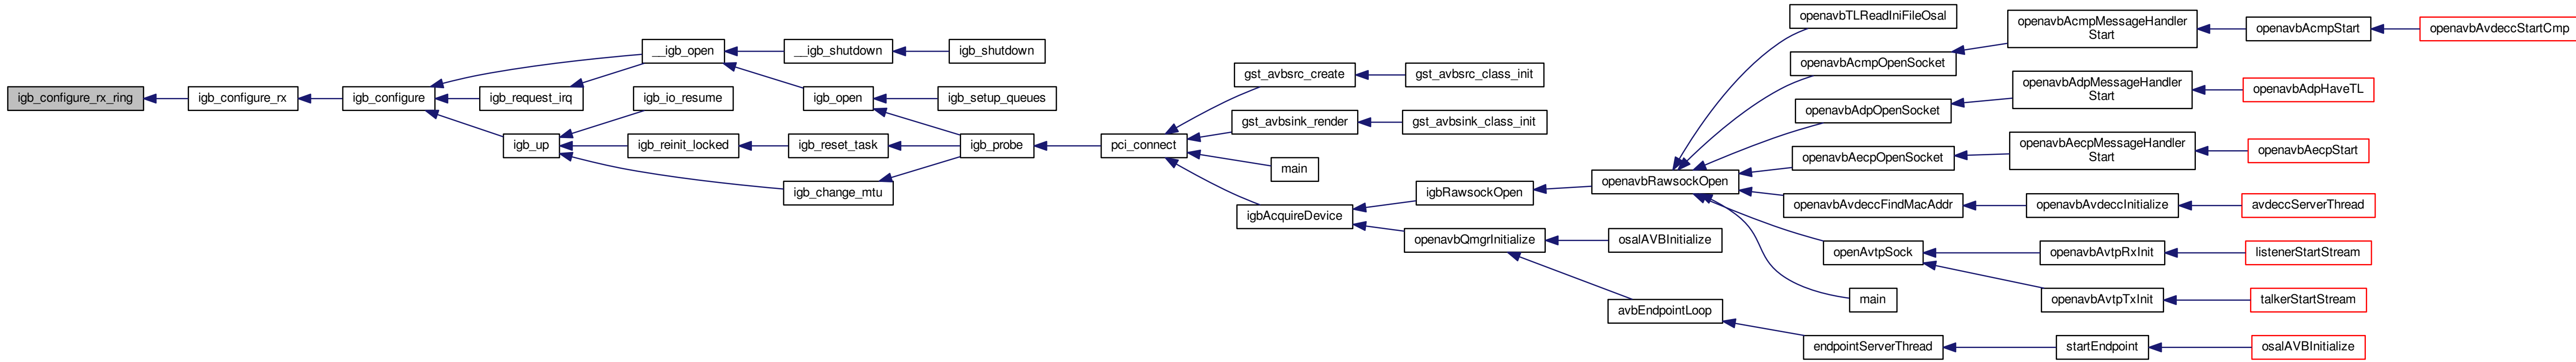 igb_configure_rx_ring
igb_configure_rx
igb_configure
__igb_open
igb_request_irq
igb_up
__igb_shutdown
igb_shutdown
igb_io_resume
igb_reinit_locked
igb_change_mtu
igb_open
igb_setup_queues
igb_reset_task
igb_probe
pci_connect
gst_avbsrc_create
gst_avbsrc_class_init
gst_avbsink_render
gst_avbsink_class_init
main
igbAcquireDevice
igbRawsockOpen
openavbQmgrInitialize
osalAVBInitialize
avbEndpointLoop
openavbRawsockOpen
openavbTLReadIniFileOsal
openavbAcmpOpenSocket
openavbAcmpMessageHandler
Start
openavbAcmpStart
openavbAvdeccStartCmp
openavbAdpOpenSocket
openavbAdpMessageHandler
Start
openavbAdpHaveTL
openavbAecpOpenSocket
openavbAecpMessageHandler
Start
openavbAecpStart
openavbAvdeccFindMacAddr
openavbAvdeccInitialize
avdeccServerThread
openAvtpSock
openavbAvtpRxInit
listenerStartStream
openavbAvtpTxInit
talkerStartStream
main
endpointServerThread
startEndpoint
osalAVBInitialize